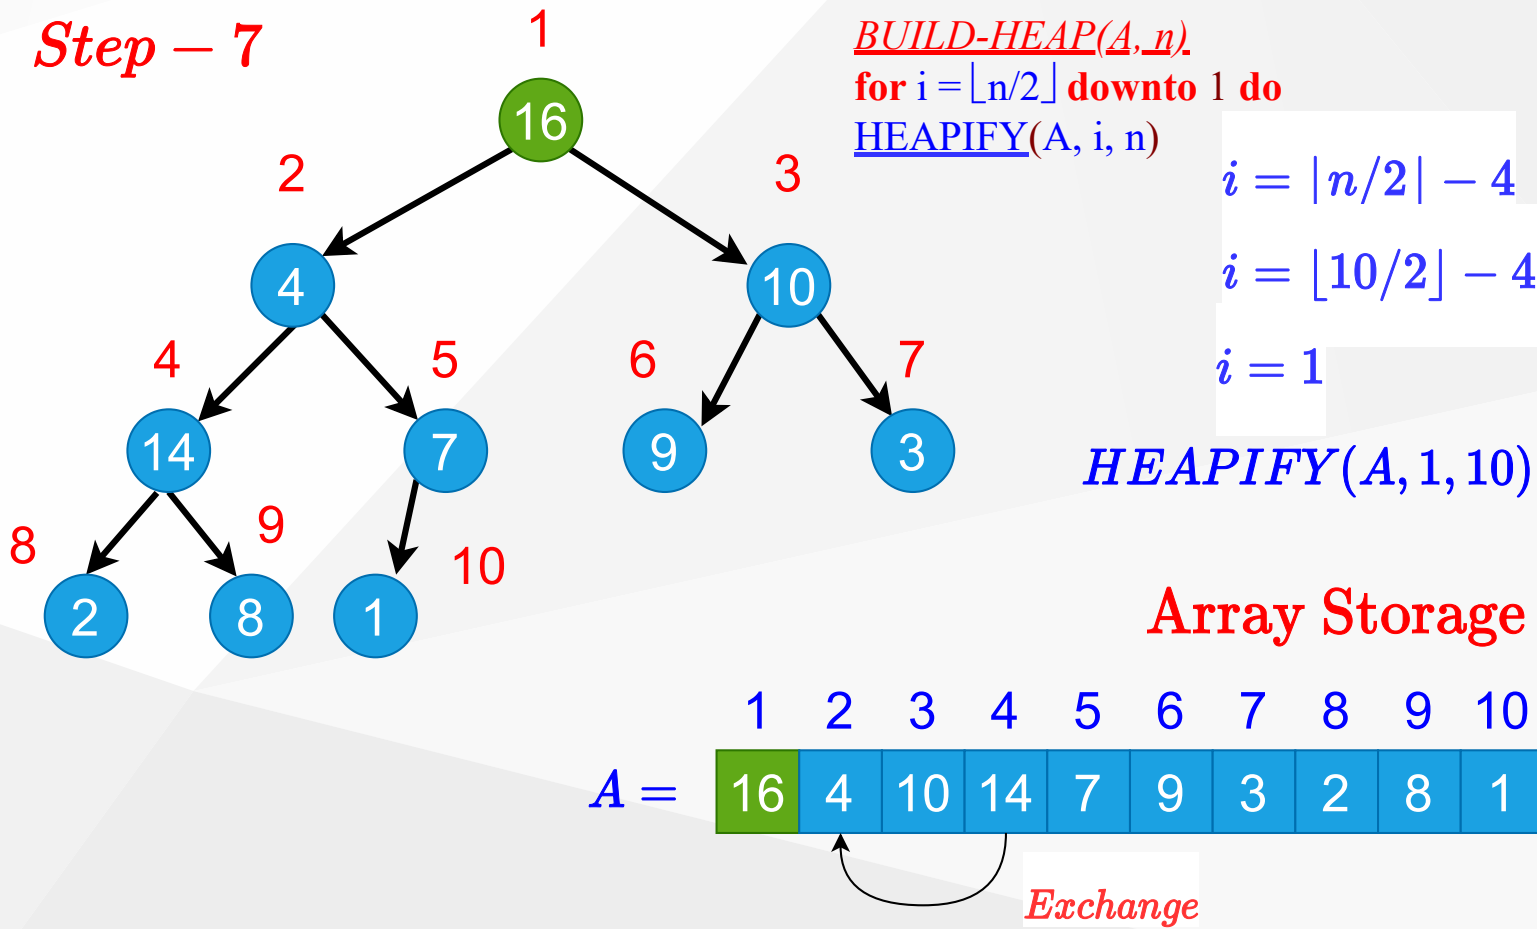 Step − 7
BUILD-HEAP(A, n)
for i = ⌊n/2⌋ downto 1 do
HEAPIFY(A, i, n)
i = |n/2| − 4
i = ⌊10/2⌋ − 4
i = 1
HEAPIFY(A, 1, 10)
1
16
2 3
4 10
4 5 6 7
14 7 9 3
8 9 10
2 8 1
Array Storage
1 2 3 4 5 6 7 8 9 10
A = 16 4 10 14 7 9 3 2 8 1
Exchange